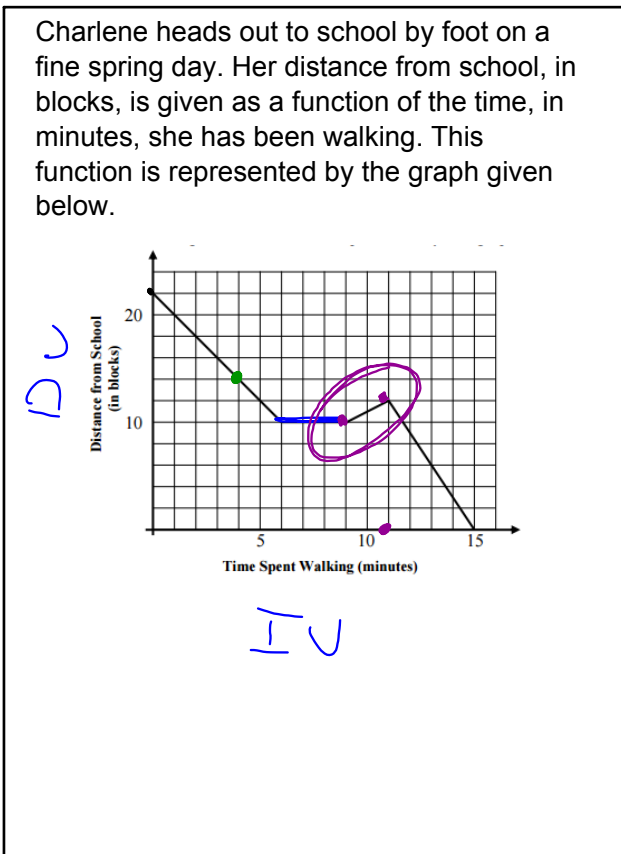 Charlene heads out to school by foot on a
fine spring day. Her distance from school, in
blocks, is given as a function of the time, in
minutes, she has been walking. This
function is represented by the graph given
below.
Distance from School
(in blocks)
20
10
5
10
15
Time Spent Walking (minutes)
DV
IV